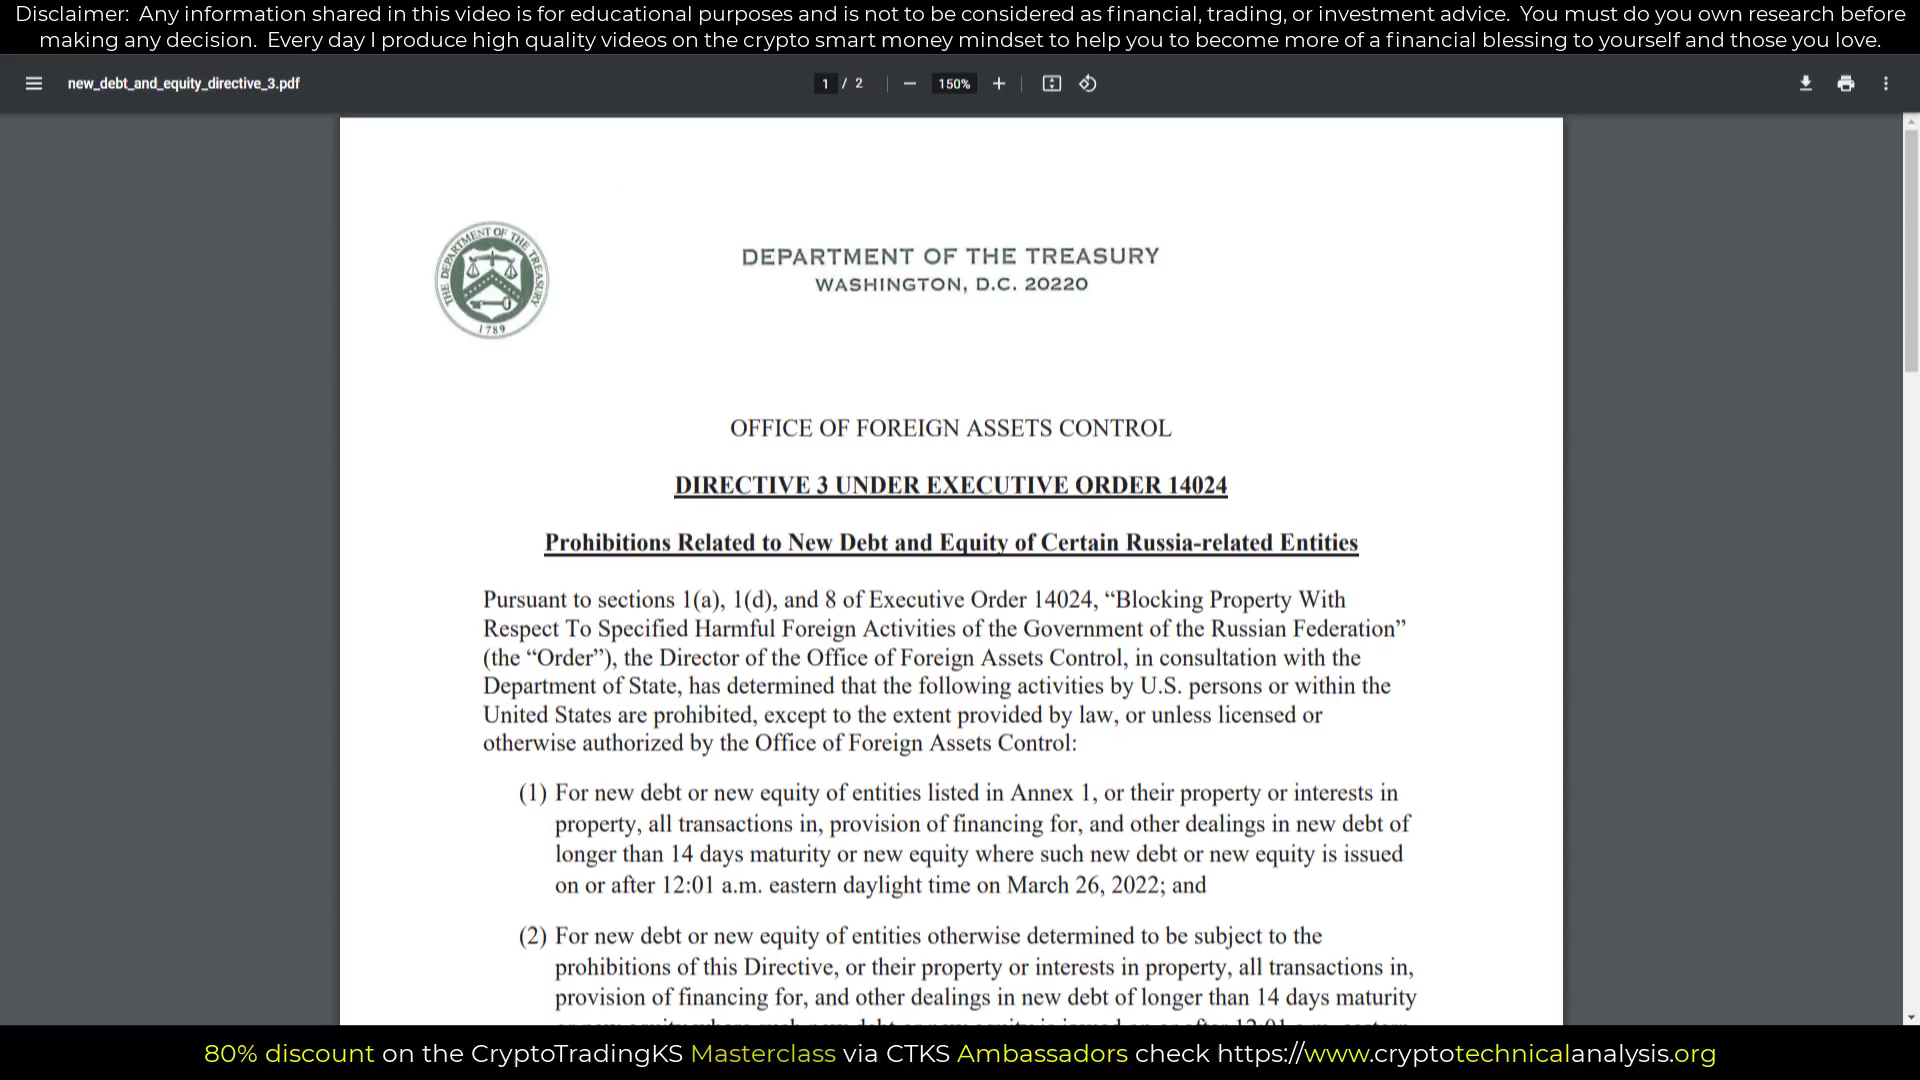 Disclaimer: Any information shared in this video is for educational purposes and is not to be considered as financial, trading, or investment advice. You must do you own research before
making any decision. Every day I produce high quality videos on the crypto smart money mindset to help you to become more of a financial blessing to yourself and those you love.
new_debt_and_equity_directive_3.pdf
1 / 2
150%
THE DEPARTMENT OF THE TREASURY
1789
DEPARTMENT OF THE TREASURY
WASHINGTON, D.C. 20220
OFFICE OF FOREIGN ASSETS CONTROL
DIRECTIVE 3 UNDER EXECUTIVE ORDER 14024
Prohibitions Related to New Debt and Equity of Certain Russia-related Entities
Pursuant to sections 1(a), 1(d), and 8 of Executive Order 14024, “Blocking Property With
Respect To Specified Harmful Foreign Activities of the Government of the Russian Federation”
(the “Order”), the Director of the Office of Foreign Assets Control, in consultation with the
Department of State, has determined that the following activities by U.S. persons or within the
United States are prohibited, except to the extent provided by law, or unless licensed or
otherwise authorized by the Office of Foreign Assets Control:
(1) For new debt or new equity of entities listed in Annex 1, or their property or interests in
property, all transactions in, provision of financing for, and other dealings in new debt of
longer than 14 days maturity or new equity where such new debt or new equity is issued
on or after 12:01 a.m. eastern daylight time on March 26, 2022; and
(2) For new debt or new equity of entities otherwise determined to be subject to the
prohibitions of this Directive, or their property or interests in property, all transactions in,
provision of financing for, and other dealings in new debt of longer than 14 days maturity
80% discount on the CryptoTradingKS Masterclass via CTKS Ambassadors check https://www.cryptotechnicalanalysis.org